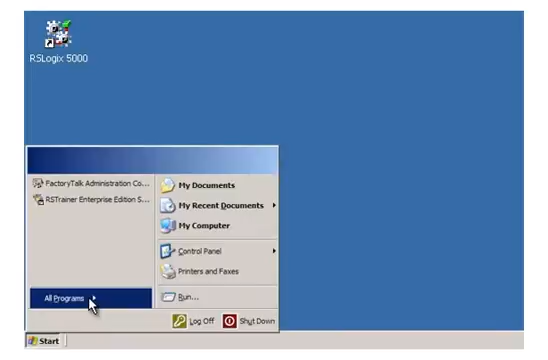 RSLogix 5000
FactoryTalk Administration Co...
RSTrainer Enterprise Edition S...
My Documents
My Recent Documents
My Computer
Control Panel
Printers and Faxes
All Programs
Run...
Log Off
Shut Down
Start